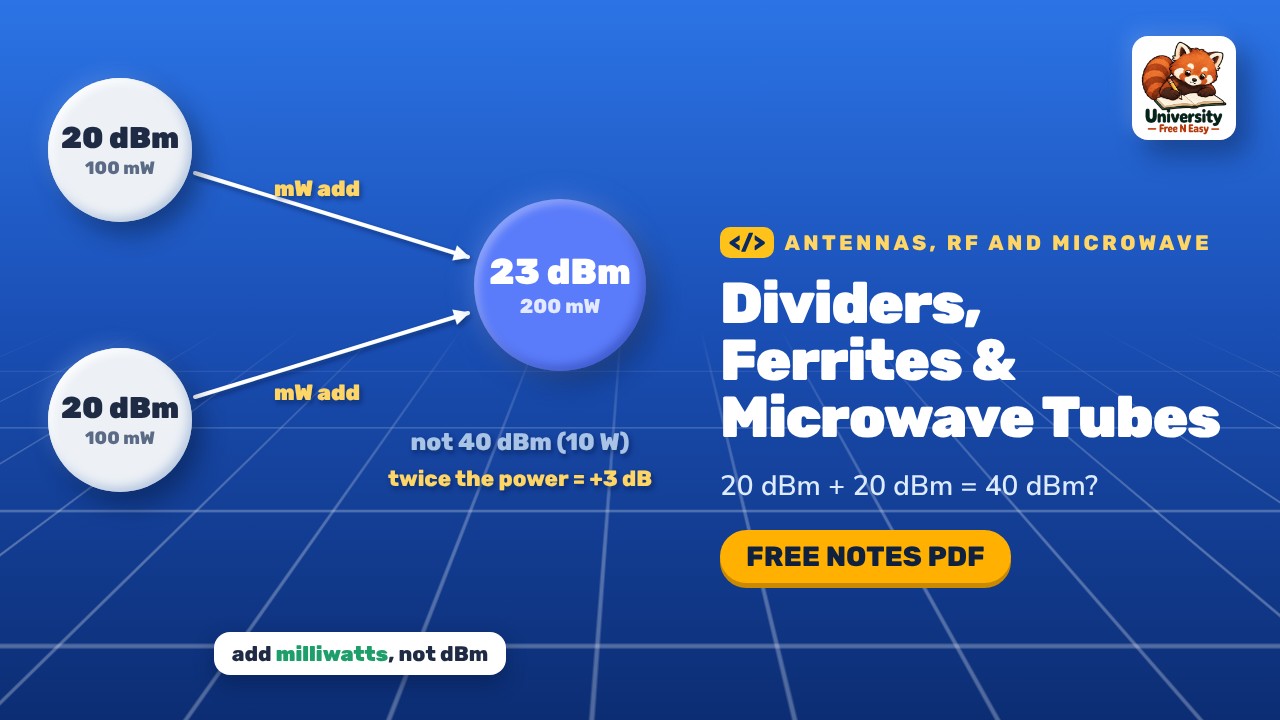 20 dBm
100 mW
mW add
23 dBm
200 mW
20 dBm
100 mW
mW add
not 40 dBm (10 W)
twice the power = +3 dB
add milliwatts, not dBm
University
Free N Easy
</> ANTENNAS, RF AND MICROWAVE
Dividers,
Ferrites &
Microwave Tubes
20 dBm + 20 dBm = 40 dBm?
FREE NOTES PDF